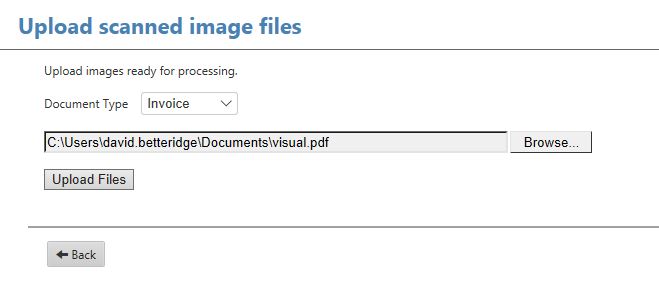 Upload scanned image files
Upload images ready for processing.
Document Type Invoice
C:\Users\david.betteridge\Documents\visual.pdf Browse...
Upload Files
Back